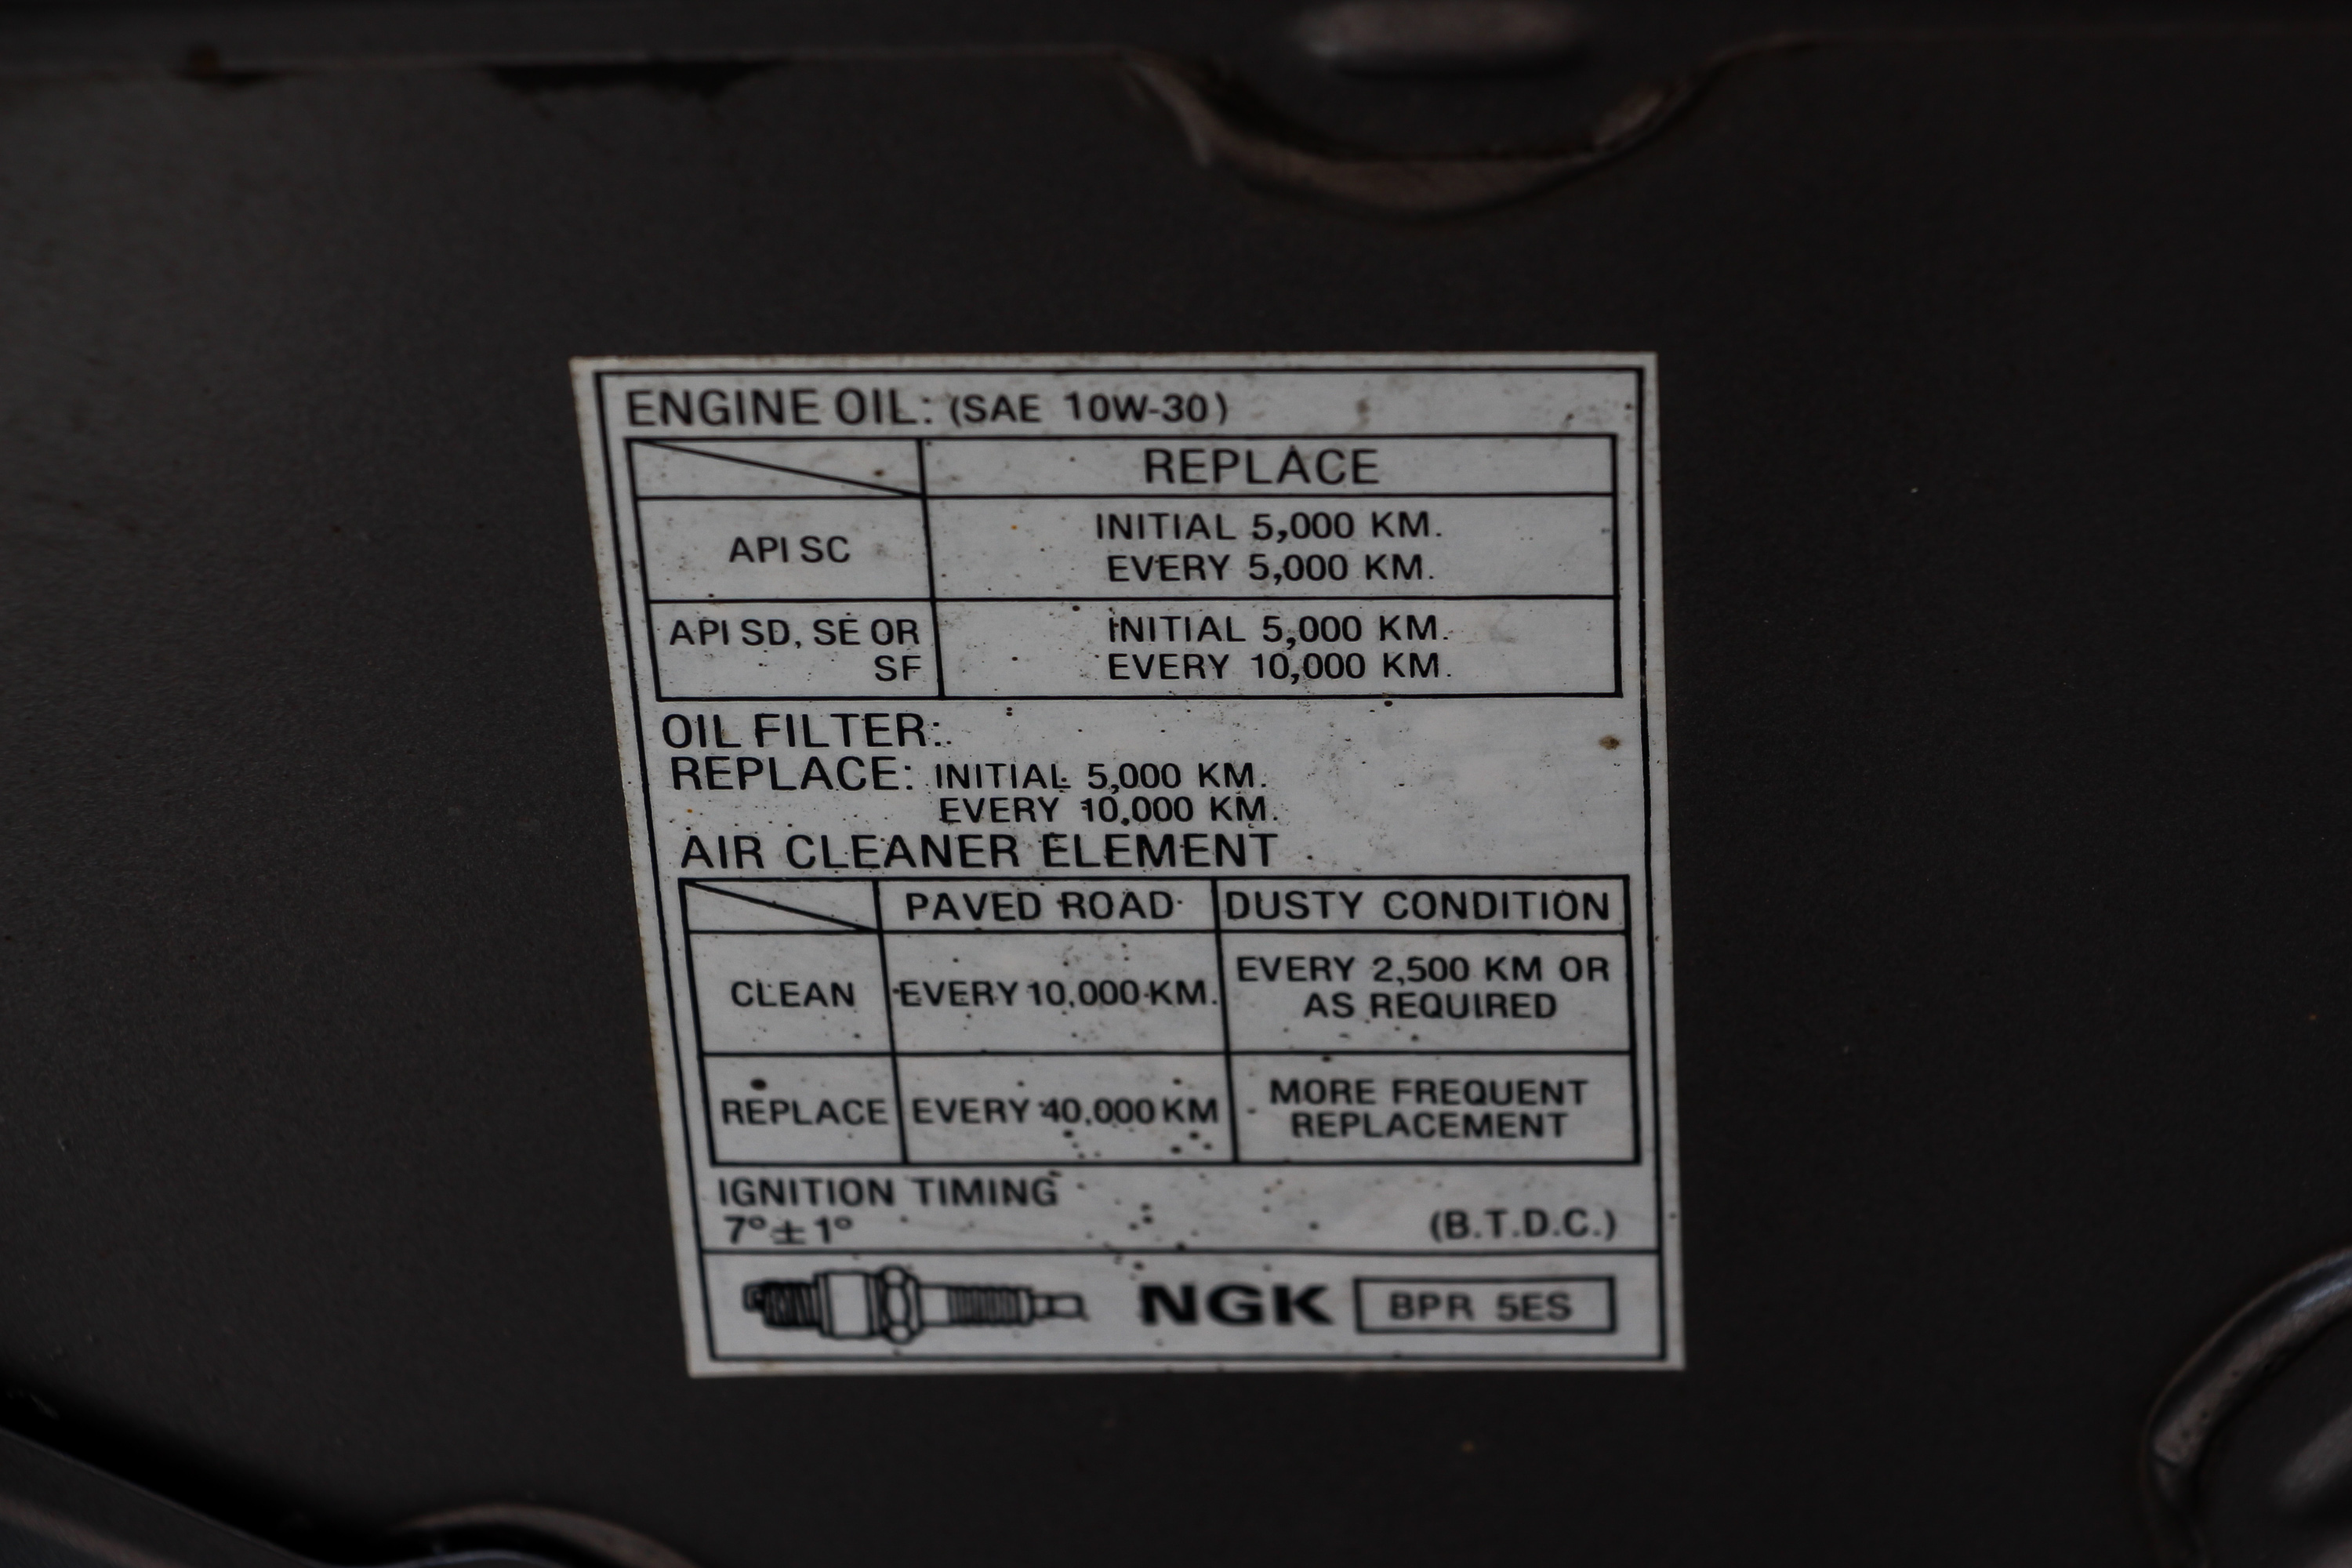 ENGINE OIL: (SAE 10W-30)
REPLACE
API SC
INITIAL 5,000 KM.
EVERY 5,000 KM.
API SD, SE OR
SF
INITIAL 5,000 KM.
EVERY 10,000 KM.
OIL FILTER:
REPLACE: INITIAL 5,000 KM.
EVERY 10,000 KM.
AIR CLEANER ELEMENT
PAVED ROAD
DUSTY CONDITION
CLEAN
EVERY 10,000 KM.
EVERY 2,500 KM OR
AS REQUIRED
REPLACE
EVERY 40,000 KM
MORE FREQUENT
REPLACEMENT
IGNITION TIMING
7°±1° (B.T.D.C.)
NGK BPR 5ES